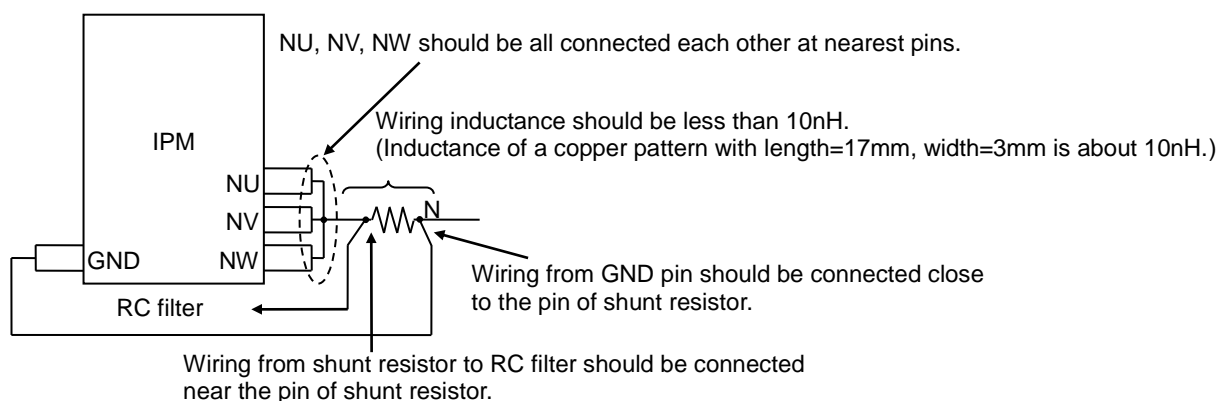 NU, NV, NW should be all connected each other at nearest pins.
Wiring inductance should be less than 10nH.
(Inductance of a copper pattern with length=17mm, width=3mm is about 10nH.)
IPM
NU
N
NV
GND
NW
Wiring from GND pin should be connected close
to the pin of shunt resistor.
RC filter
Wiring from shunt resistor to RC filter should be connected
near the pin of shunt resistor.